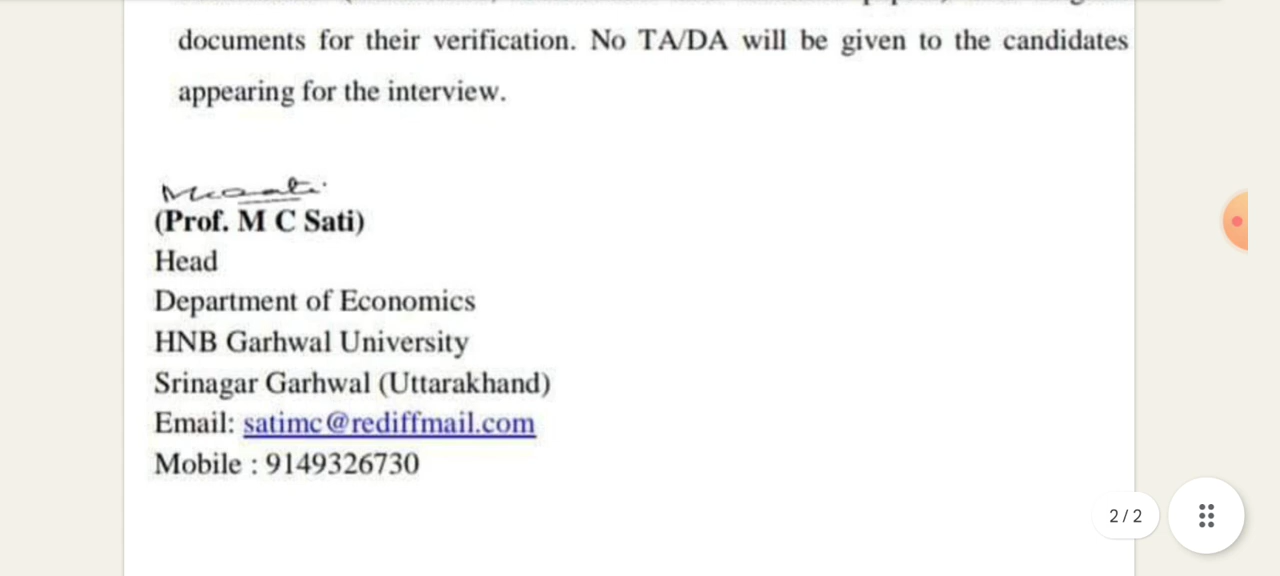 documents for their verification. No TA/DA will be given to the candidates
appearing for the interview.
(Prof. M C Sati)
Head
Department of Economics
HNB Garhwal University
Srinagar Garhwal (Uttarakhand)
Email: satimc@rediffmail.com
Mobile : 9149326730
2/2